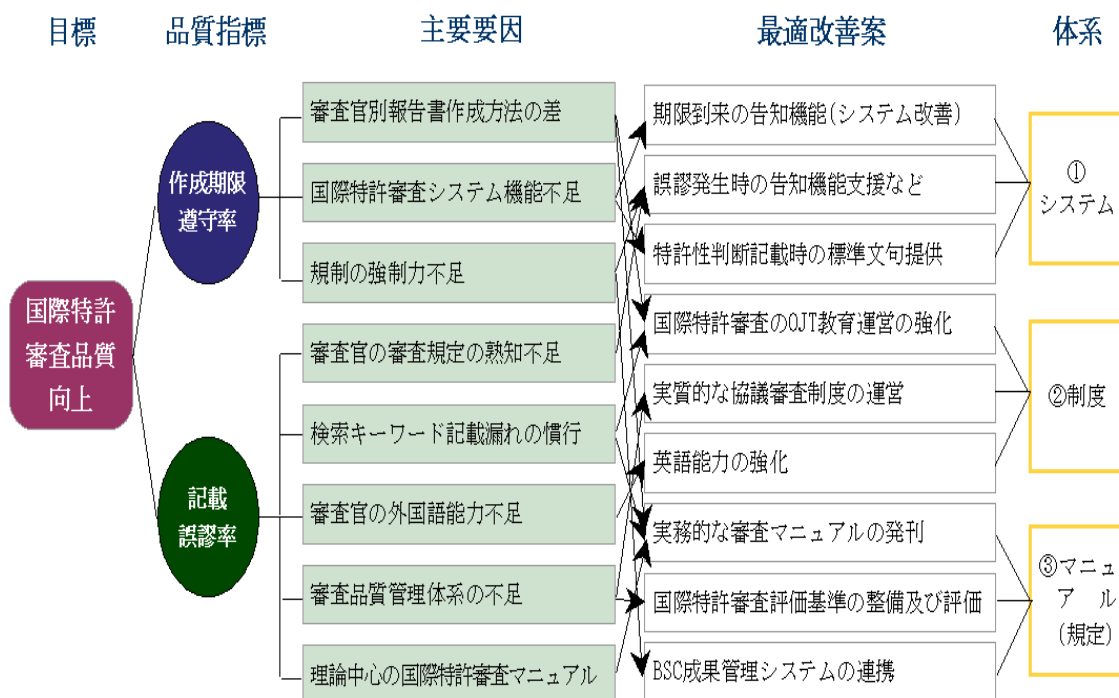 目標
品質指標
主要要因
最適改善案
体系
国際特許
審査品質
向上
作成期限
遵守率
記載
誤謬率
審査官別報告書作成方法の差
国際特許審査システム機能不足
規制の強制力不足
審査官の審査規定の熟知不足
検索キーワード記載漏れの慣行
審査官の外国語能力不足
審査品質管理体系の不足
理論中心の国際特許審査マニュアル
期限到来の告知機能(システム改善)
誤謬発生時の告知機能支援など
特許性判断記載時の標準文句提供
国際特許審査のOJT教育運営の強化
実質的な協議審査制度の運営
英語能力の強化
実務的な審査マニュアルの発刊
国際特許審査評価基準の整備及び評価
BSC成果管理システムの連携
①
システム
②制度
③マニュ
アル
(規定)